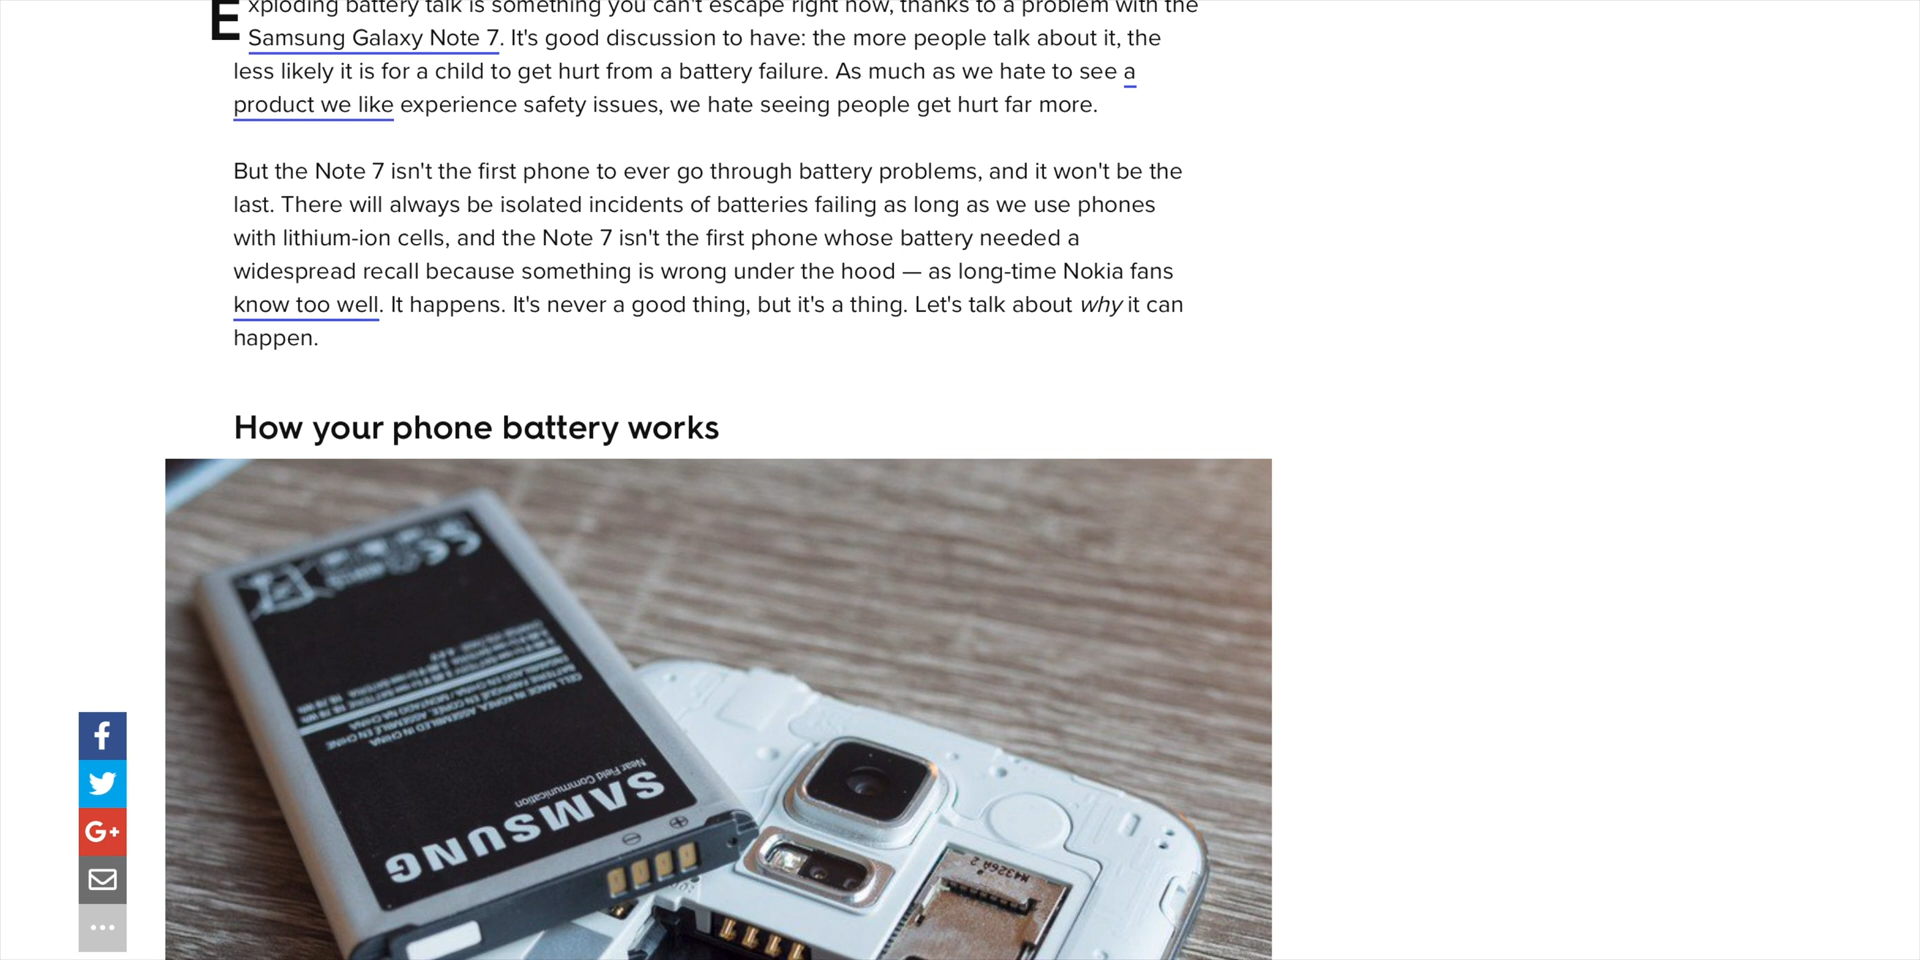 Exploding battery talk is something you can't escape right now, thanks to a problem with the
Samsung Galaxy Note 7. It's good discussion to have: the more people talk about it, the
less likely it is for a child to get hurt from a battery failure. As much as we hate to see a
product we like experience safety issues, we hate seeing people get hurt far more.
But the Note 7 isn't the first phone to ever go through battery problems, and it won't be the
last. There will always be isolated incidents of batteries failing as long as we use phones
with lithium-ion cells, and the Note 7 isn't the first phone whose battery needed a
widespread recall because something is wrong under the hood — as long-time Nokia fans
know too well. It happens. It's never a good thing, but it's a thing. Let's talk about why it can
happen.
How your phone battery works
SAMSUNG
Near Field Communication
CELL MADE IN KOREA, ASSEMBLED IN CHINA
G+